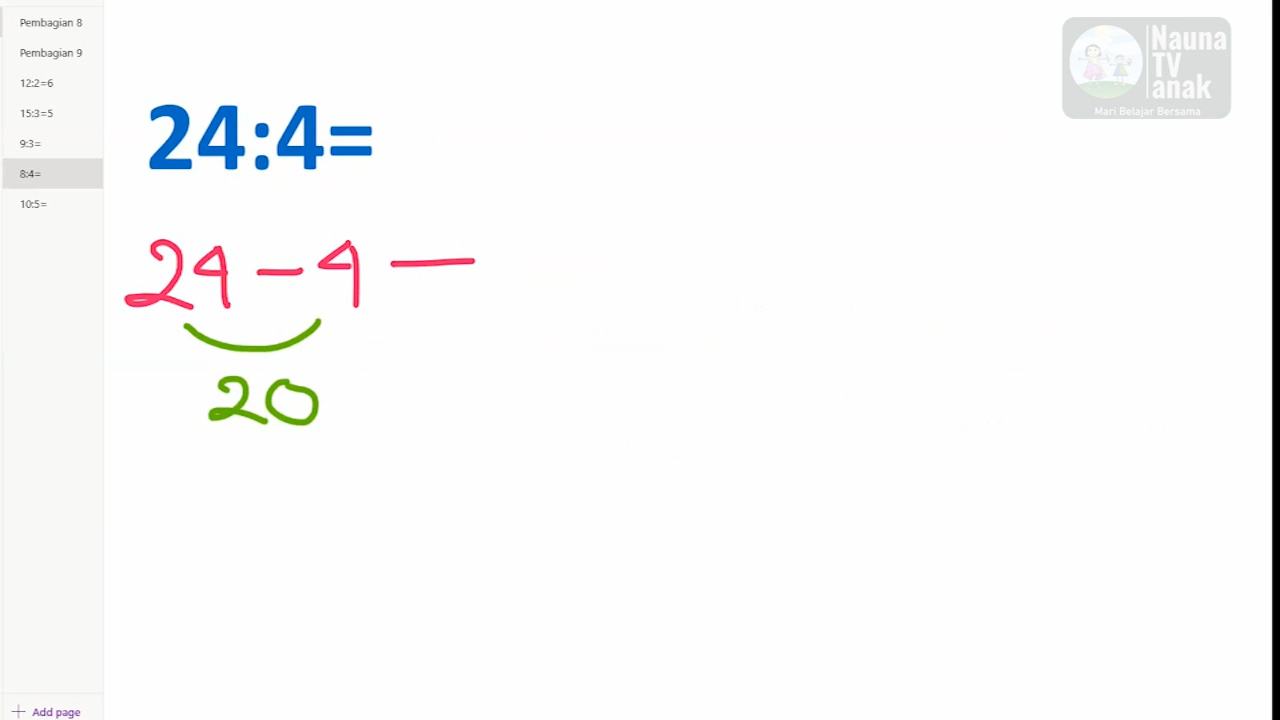 Pembagian 8
Pembagian 9
12:2=6
15:3=5
9:3=
8:4=
10:5=
Add page
Nauna
TV
anak
Mari Belajar Bersama
24:4=
24 - 4 -
20